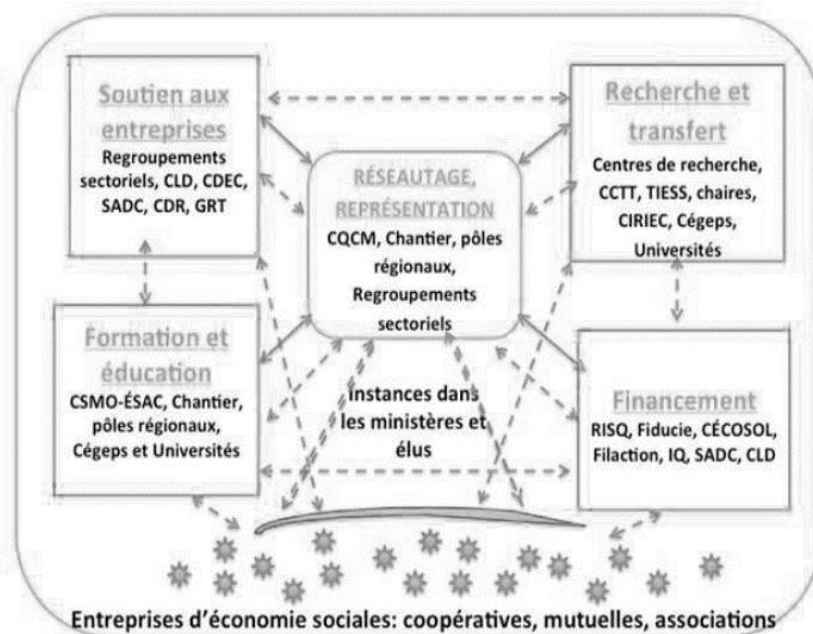 Soutien aux
entreprises
Regroupements
sectoriels, CLD, CDEC,
SADC, CDR, GRT
Recherche et
transfert
Centres de recherche,
CCTT, TIESS, chaires,
CIRIEC, Cégeps,
Universités
RÉSEAUTAGE,
REPRÉSENTATION
CQCM, Chantier, pôles
régionaux,
Regroupements
sectoriels
Formation et
éducation
CSMO-ÉSAC, Chantier,
pôles régionaux,
Cégeps et Universités
Instances dans
les ministères et
élus
Financement
RISQ, Fiducie, CÉCOSOL,
Filaction, IQ, SADC, CLD
Entreprises d'économie sociales: coopératives, mutuelles, associations